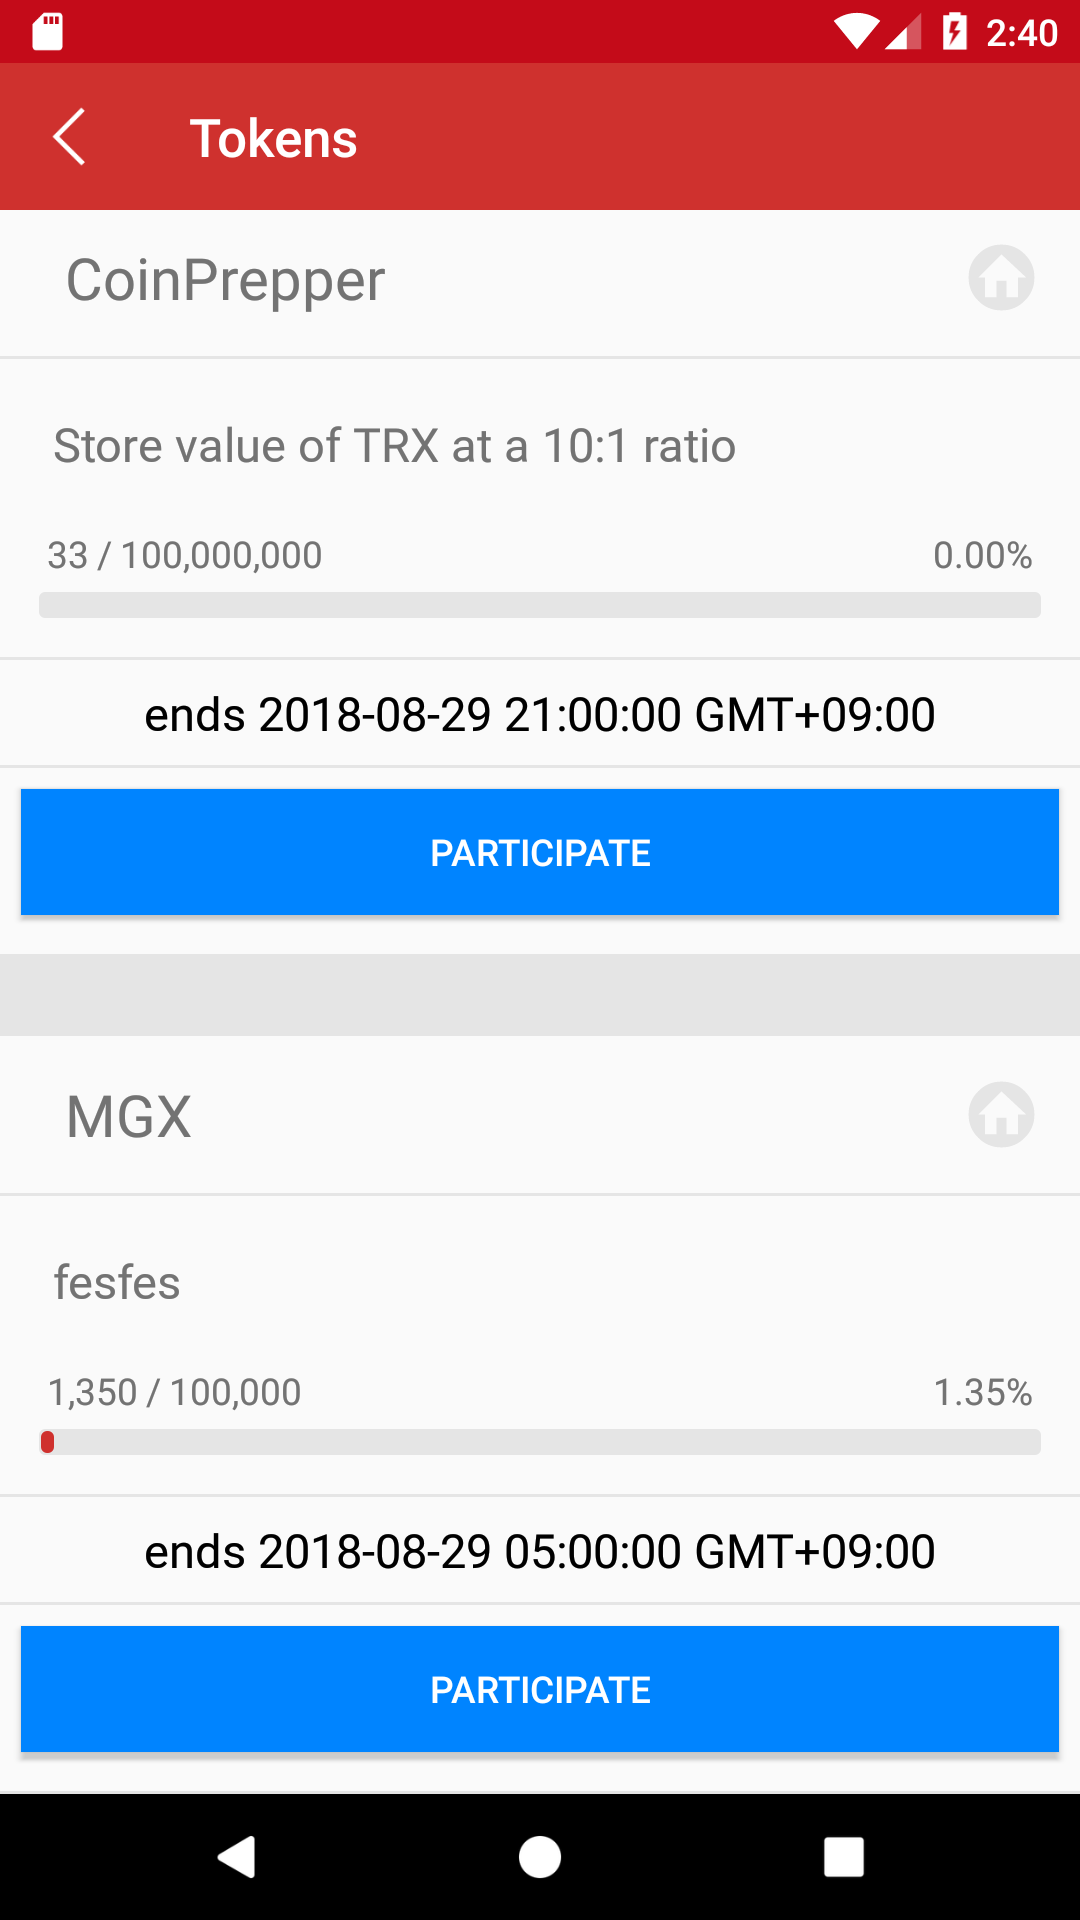 2:40
Tokens
CoinPrepper
Store value of TRX at a 10:1 ratio
33 / 100,000,000 0.00%
ends 2018-08-29 21:00:00 GMT+09:00
PARTICIPATE
MGX
fesfes
1,350 / 100,000 1.35%
ends 2018-08-29 05:00:00 GMT+09:00
PARTICIPATE